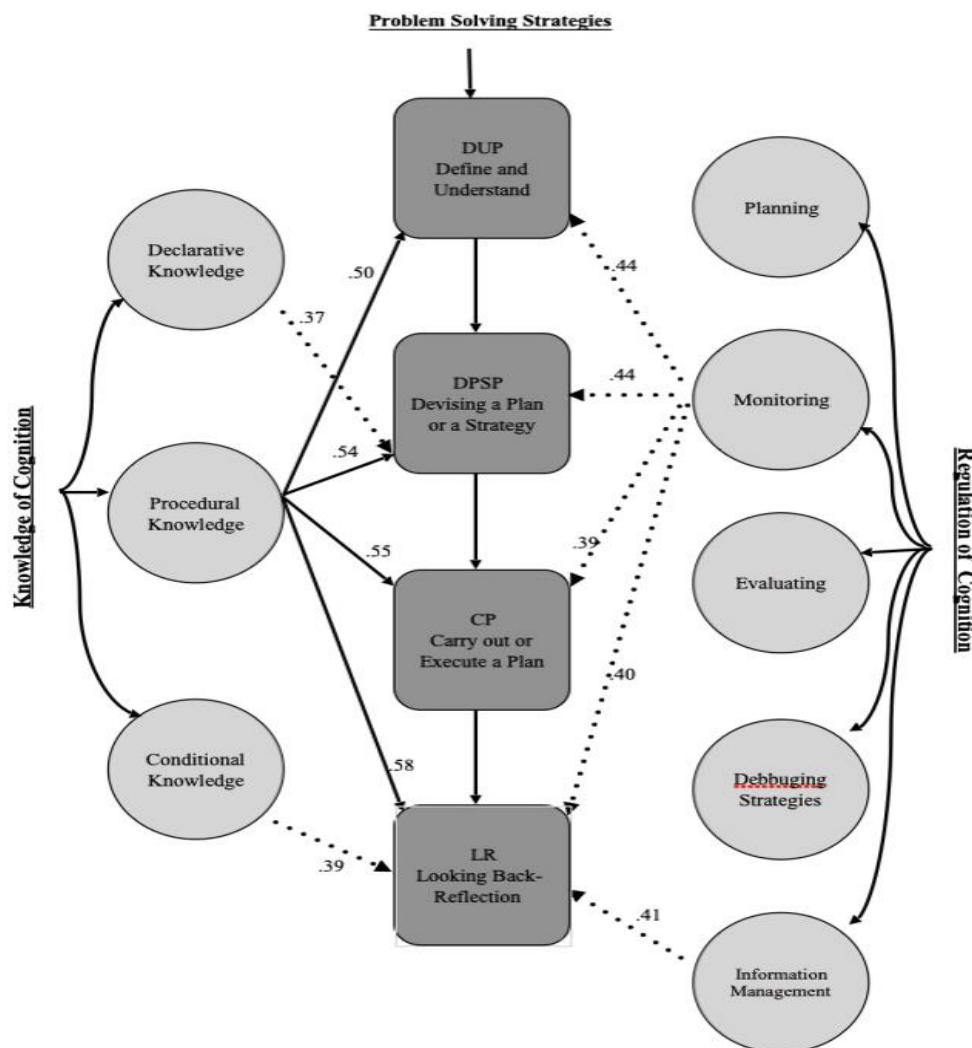 Problem Solving Strategies
DUP
Define and
Understand
Planning
Declarative
Knowledge
.50
.44
.37
DPSP
Devising a Plan
or a Strategy
.44
Monitoring
Knowledge of Cognition
Procedural
Knowledge
.54
.55
.39
Regulation of Cognition
Evaluating
CP
Carry out or
Execute a Plan
.40
Conditional
Knowledge
.58
Debbuging
Strategies
.39
LR
Looking Back-
Reflection
.41
Information
Management